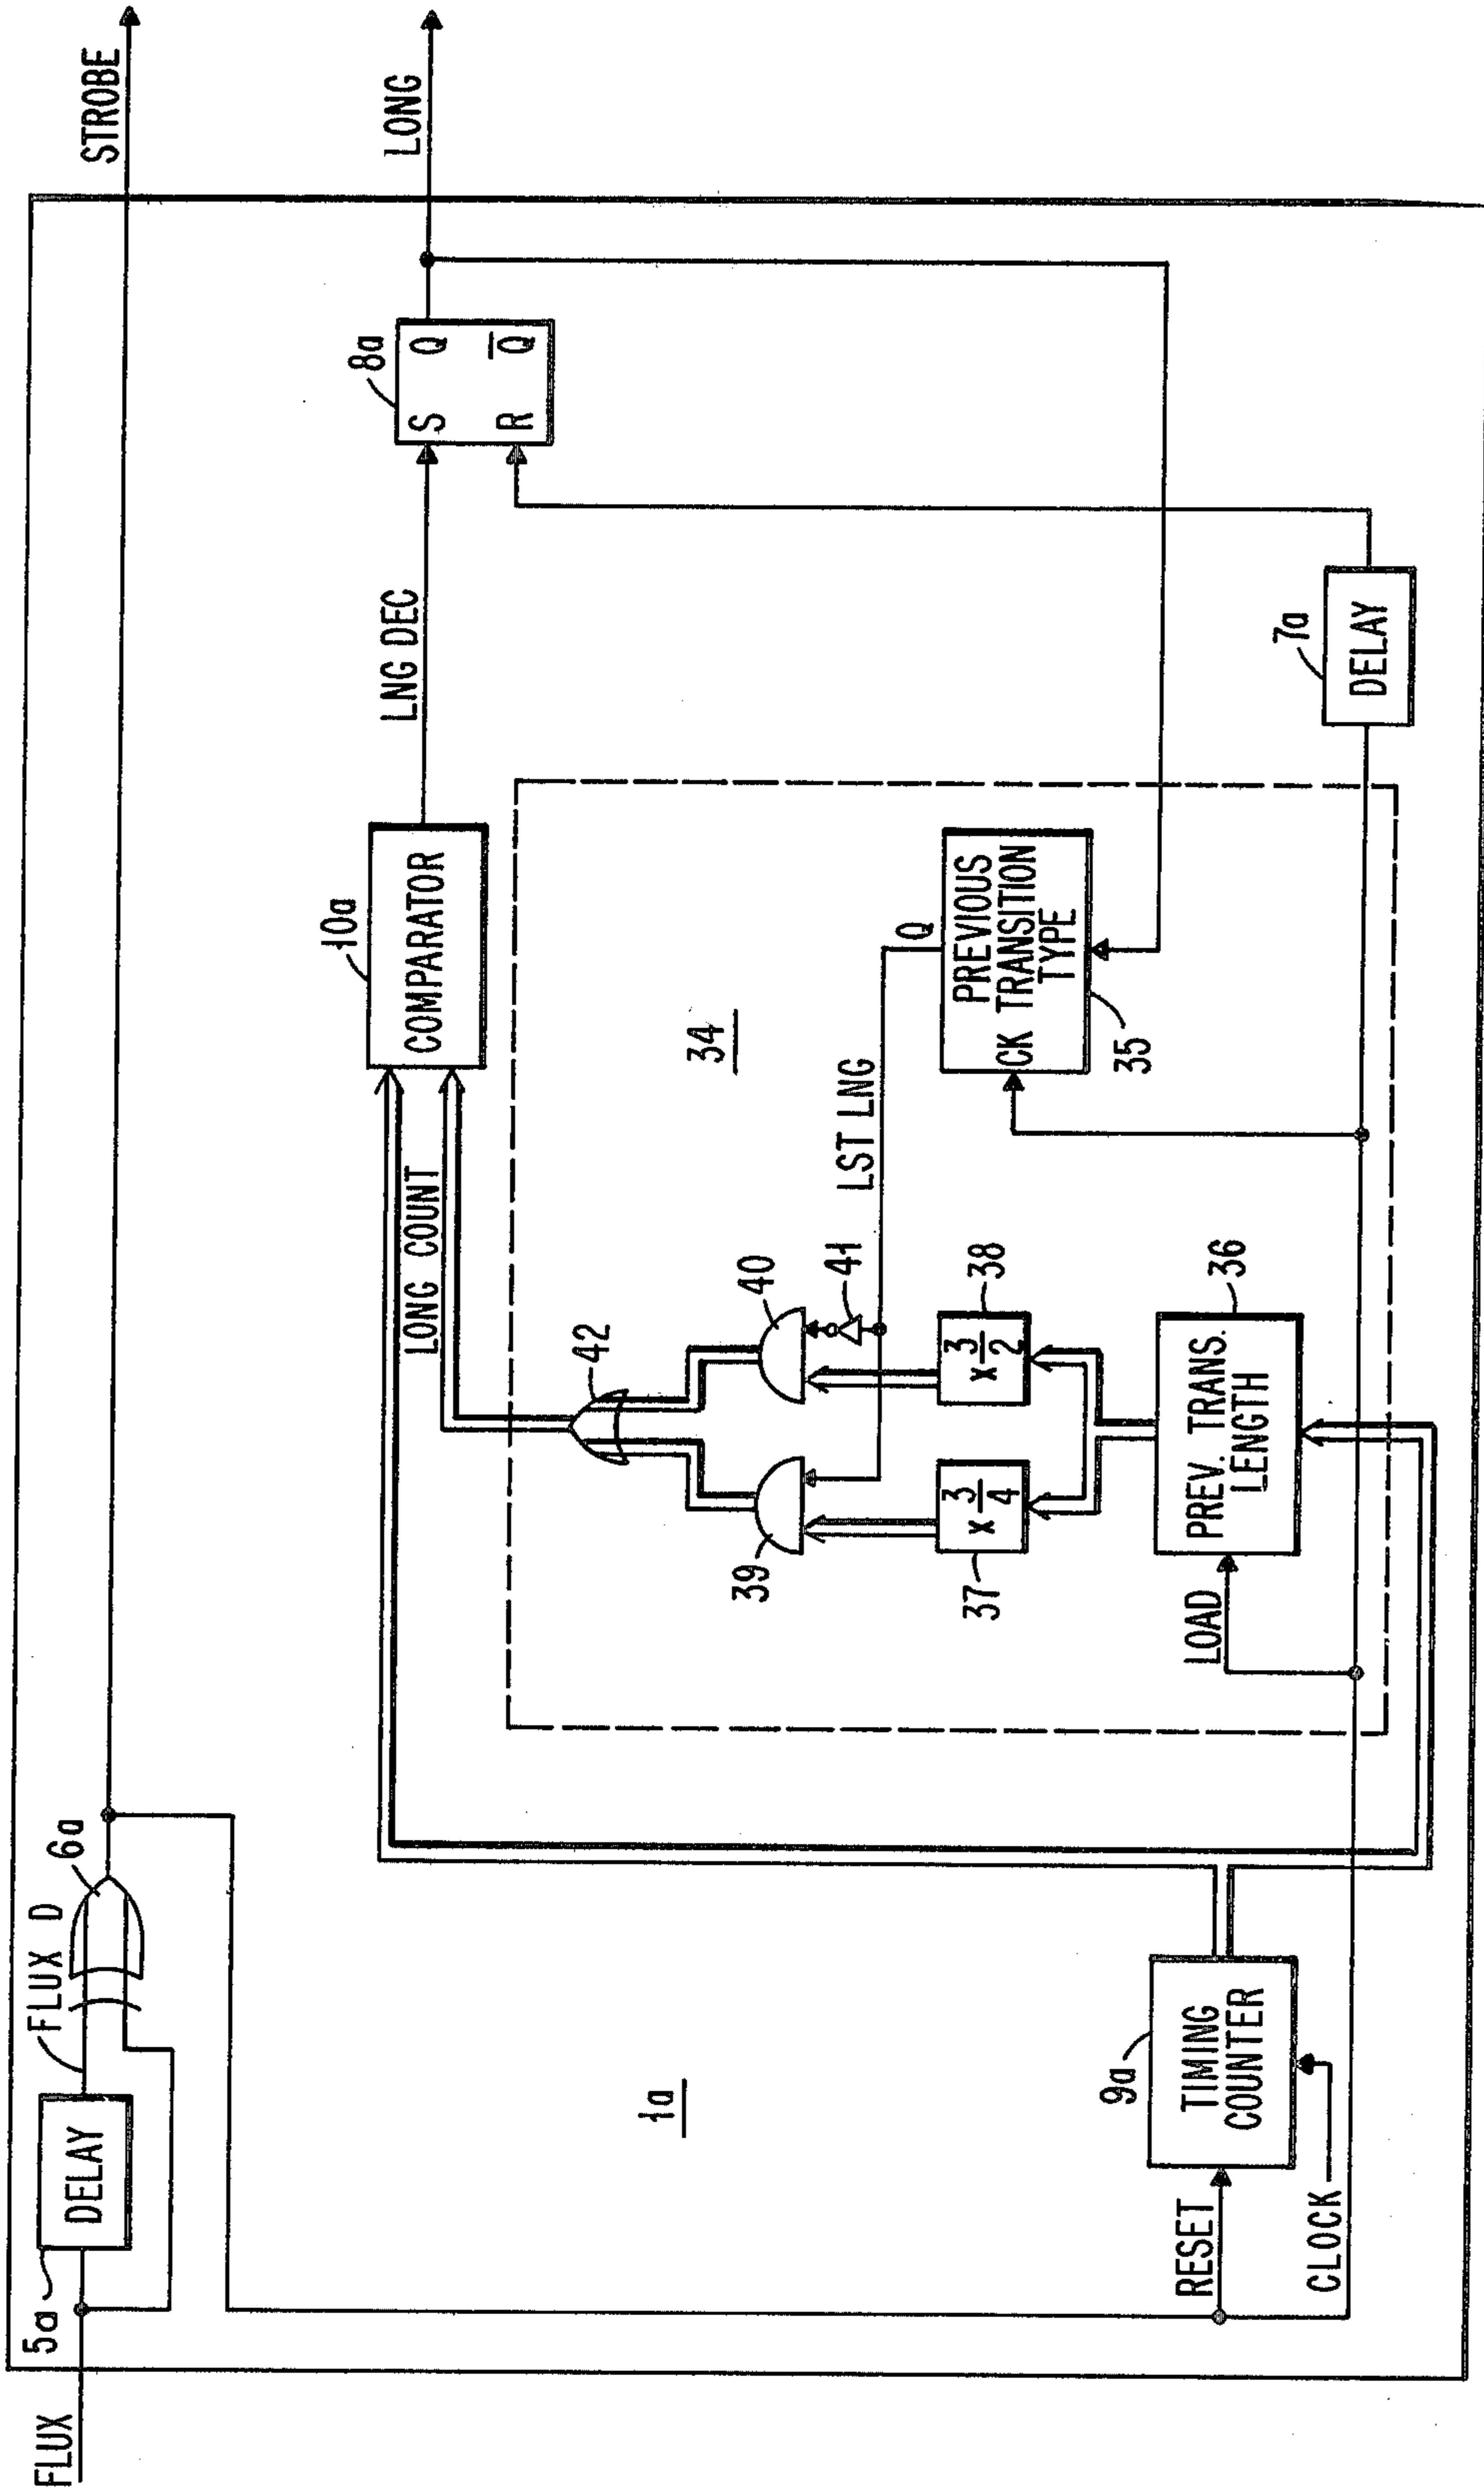 FLUX
5a
DELAY
FLUX D
6a
STROBE
1a
RESET
CLOCK
9a
TIMING
COUNTER
LONG COUNT
10a
COMPARATOR
LNG DEC
8a
S
Q
R
Q̅
LONG
34
42
39
40
41
LST LNG
Q
37
x 3/4
38
x 3/2
LOAD
PREV. TRANS.
LENGTH
36
PREVIOUS
CK TRANSITION
TYPE
35
7a
DELAY